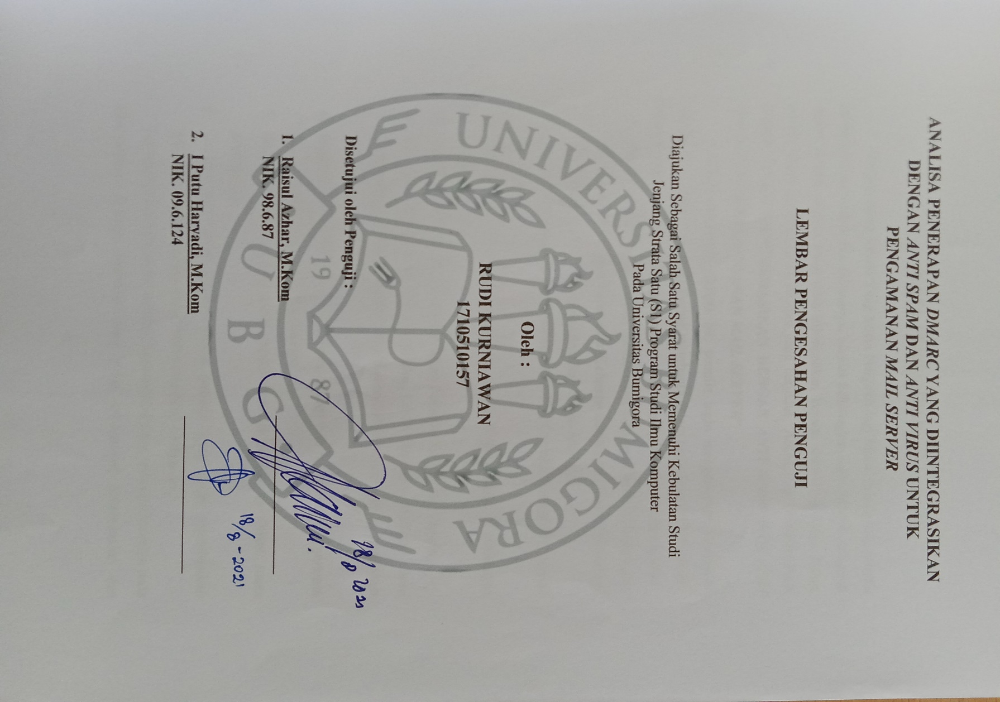 ANALISA PENERAPAN DMARC YANG DIINTEGRASIKAN
DENGAN ANTI SPAM DAN ANTI VIRUS UNTUK
PENGAMANAN MAIL SERVER
LEMBAR PENGESAHAN PENGUJI
Diajukan Sebagai Salah Satu Syarat untuk Memenuhi Kebulatan Studi
Jenjang Strata Satu (S1) Program Studi Ilmu Komputer
Pada Universitas Bumigora
Oleh :
RUDI KURNIAWAN
1710510157
Disetujui oleh Penguji :
1. Raisul Azhar, M.Kom
NIK. 98.6.87
18/8 2021
2. I Putu Haryadi, M.Kom
NIK. 09.6.124
18/8 - 2021
UNIVERSITAS BUMIGORA
19 87
U B G